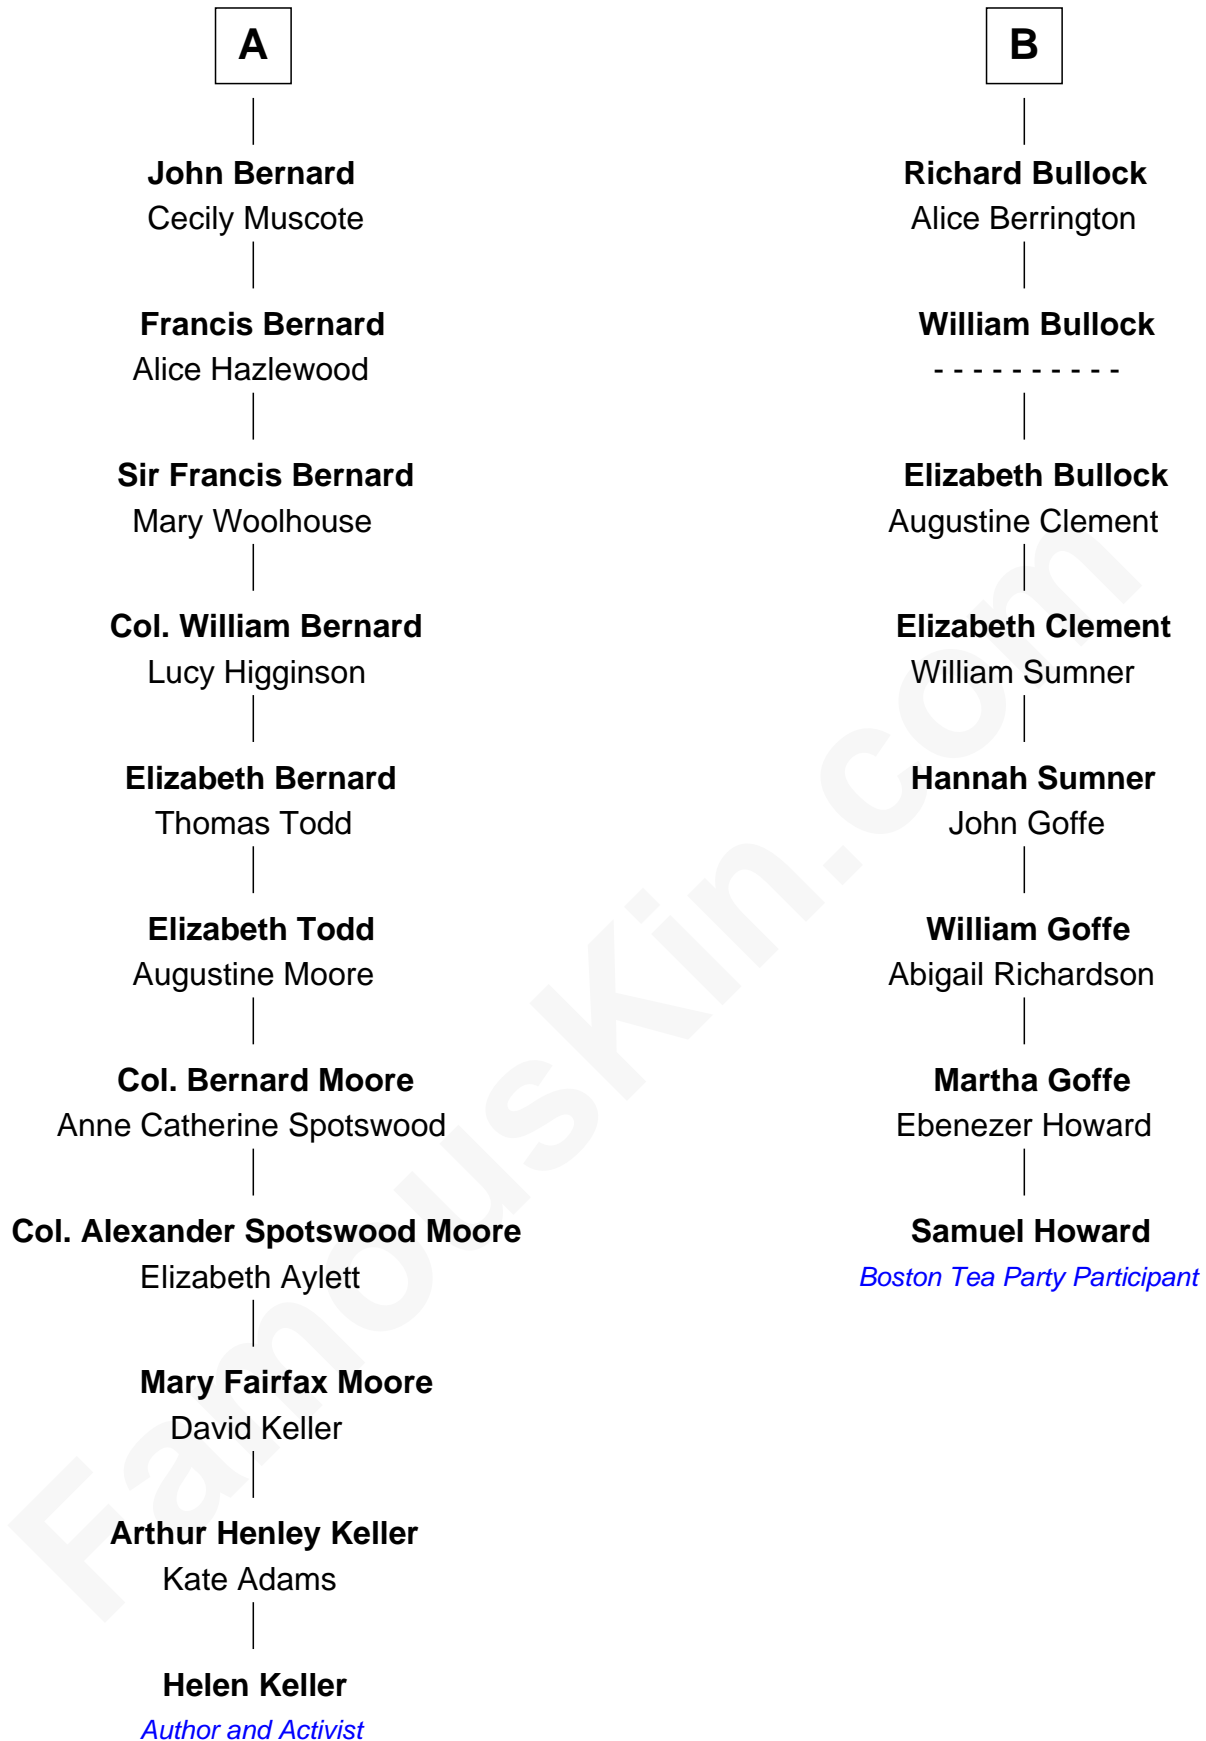 A
John Bernard
Cecily Muscote
Francis Bernard
Alice Hazlewood
Sir Francis Bernard
Mary Woolhouse
Col. William Bernard
Lucy Higginson
Elizabeth Bernard
Thomas Todd
Elizabeth Todd
Augustine Moore
Col. Bernard Moore
Anne Catherine Spotswood
Col. Alexander Spotswood Moore
Elizabeth Aylett
Mary Fairfax Moore
David Keller
Arthur Henley Keller
Kate Adams
Helen Keller
Author and Activist
B
Richard Bullock
Alice Berrington
William Bullock
- - - - - - - - - -
Elizabeth Bullock
Augustine Clement
Elizabeth Clement
William Sumner
Hannah Sumner
John Goffe
William Goffe
Abigail Richardson
Martha Goffe
Ebenezer Howard
Samuel Howard
Boston Tea Party Participant
FamousKin.com